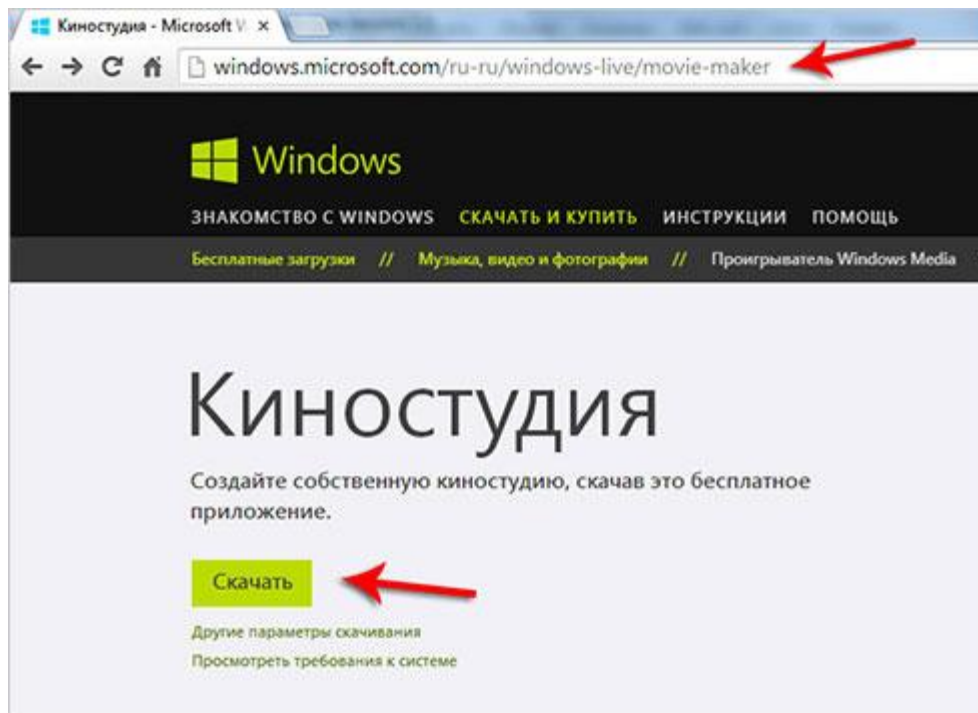 Киностудия - Microsoft W
windows.microsoft.com/ru-ru/windows-live/movie-maker
Windows
ЗНАКОМСТВО С WINDOWS СКАЧАТЬ И КУПИТЬ ИНСТРУКЦИИ ПОМОЩЬ
Бесплатные загрузки // Музыка, видео и фотографии // Проигрыватель Windows Media
Киностудия
Создайте собственную киностудию, скачав это бесплатное
приложение.
Скачать
Другие параметры скачивания
Просмотреть требования к системе